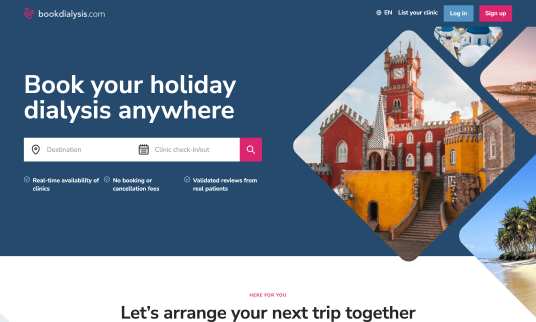 bookdialysis.com
EN List your clinic Log in Sign up
Book your holiday
dialysis anywhere
Destination Clinic check-in/out
Real-time availability of
clinics
No booking or
cancellation fees
Validated reviews from
real patients
HERE FOR YOU
Let's arrange your next trip together